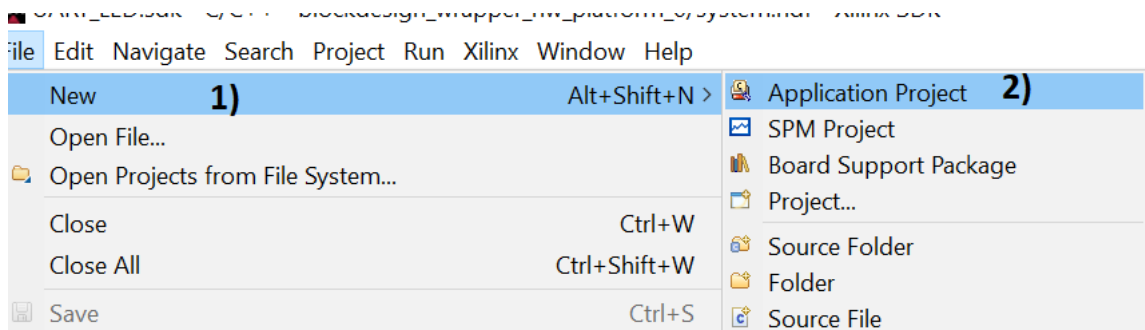 File Edit Navigate Search Project Run Xilinx Window Help
New 1) Alt+Shift+N >
Open File...
Open Projects from File System...
Close Ctrl+W
Close All Ctrl+Shift+W
Save Ctrl+S
Application Project 2)
SPM Project
Board Support Package
Project...
Source Folder
Folder
Source File